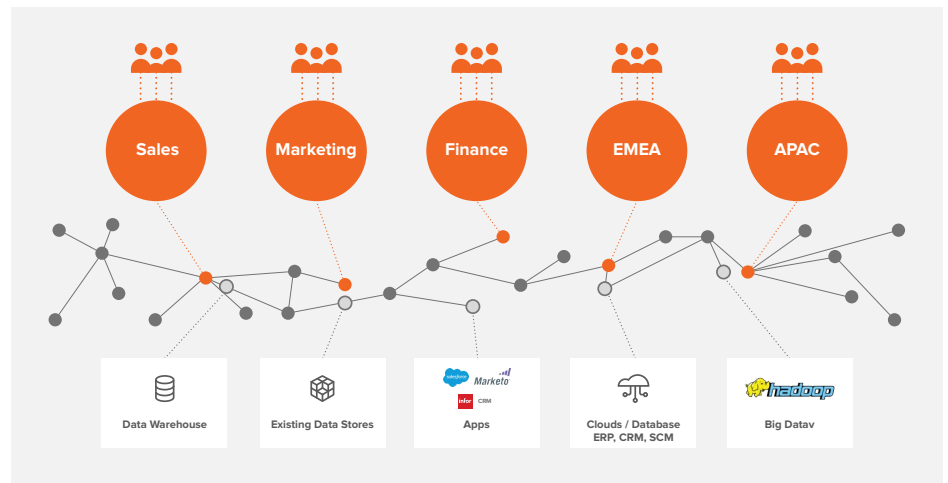 Sales
Marketing
Finance
EMEA
APAC
salesforce
Marketo
infor
CRM
hadoop
Data Warehouse
Existing Data Stores
Apps
Clouds / Database
ERP, CRM, SCM
Big Datav